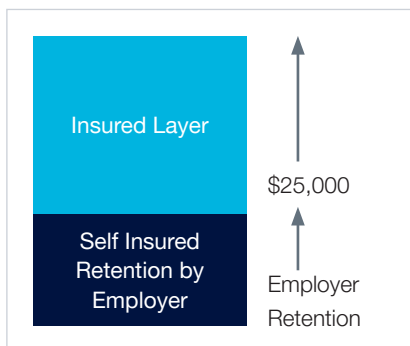 Insured Layer
$25,000
Self Insured
Retention by
Employer
Employer
Retention